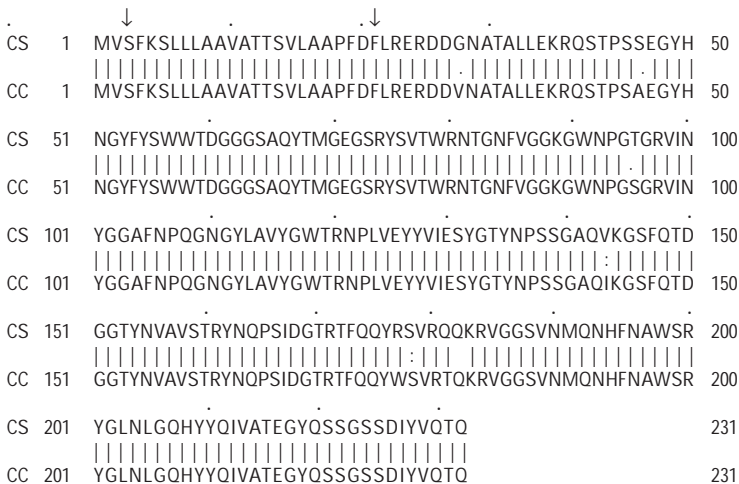 CS 1 MVSFKSLLLAAVATTSVLAAPFDFLRERDDGNATALLEKRQSTPSSEGYH 50
CC 1 MVSFKSLLLAAVATTSVLAAPFDFLRERDDVNATALLEKRQSTPSAEGYH 50
CS 51 NGYFYSWWTDGGGSAQYTMGEGSRYSVTWRNTGNFVGGKGWNPGTGRVIN 100
CC 51 NGYFYSWWTDGGGSAQYTMGEGSRYSVTWRNTGNFVGGKGWNPGSGRVIN 100
CS 101 YGGAFNPQGNGYLAVYGWTRNPLVEYYVIESYGTYNPSSGAQVKGSFQTD 150
CC 101 YGGAFNPQGNGYLAVYGWTRNPLVEYYVIESYGTYNPSSGAQIKGSFQTD 150
CS 151 GGTYNVAVSTRYNQPSIDGTRTFQQYRSVRQQKRVGGSVNMQNHFNAWSR 200
CC 151 GGTYNVAVSTRYNQPSIDGTRTFQQYWSVRTQKRVGGSVNMQNHFNAWSR 200
CS 201 YGLNLGQHYYQIVATEGYQSSGSSDIYVQTQ 231
CC 201 YGLNLGQHYYQIVATEGYQSSGSSDIYVQTQ 231